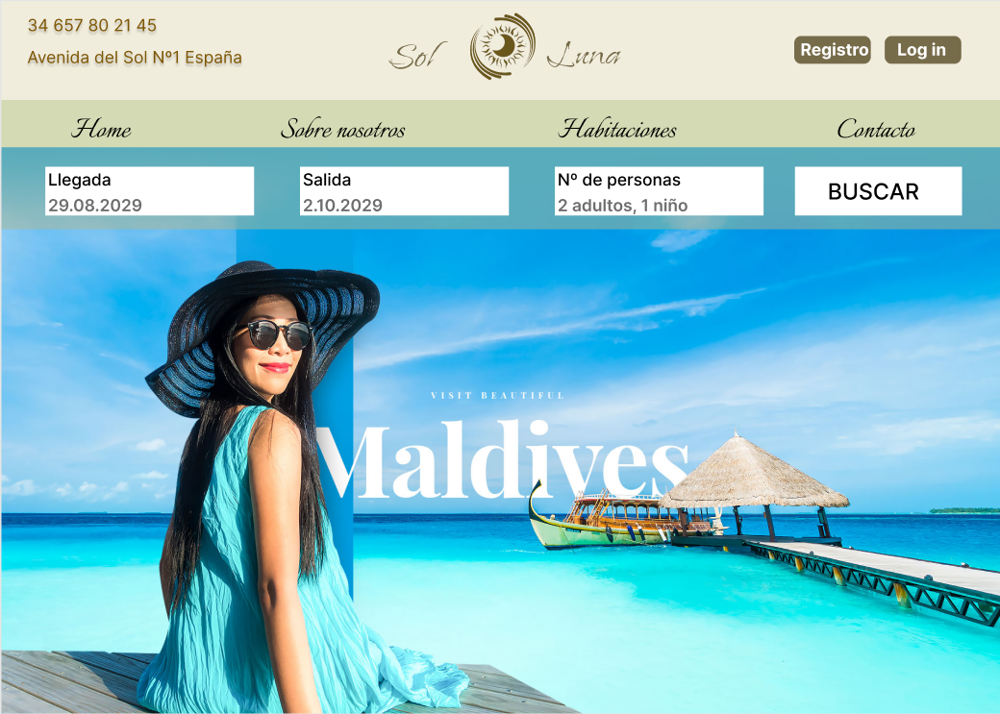 34 657 80 21 45
Avenida del Sol Nº1 España
Sol Luna
Registro
Log in
Home
Sobre nosotros
Habitaciones
Contacto
Llegada
29.08.2029
Salida
2.10.2029
Nº de personas
2 adultos, 1 niño
BUSCAR
VISIT BEAUTIFUL
Maldives